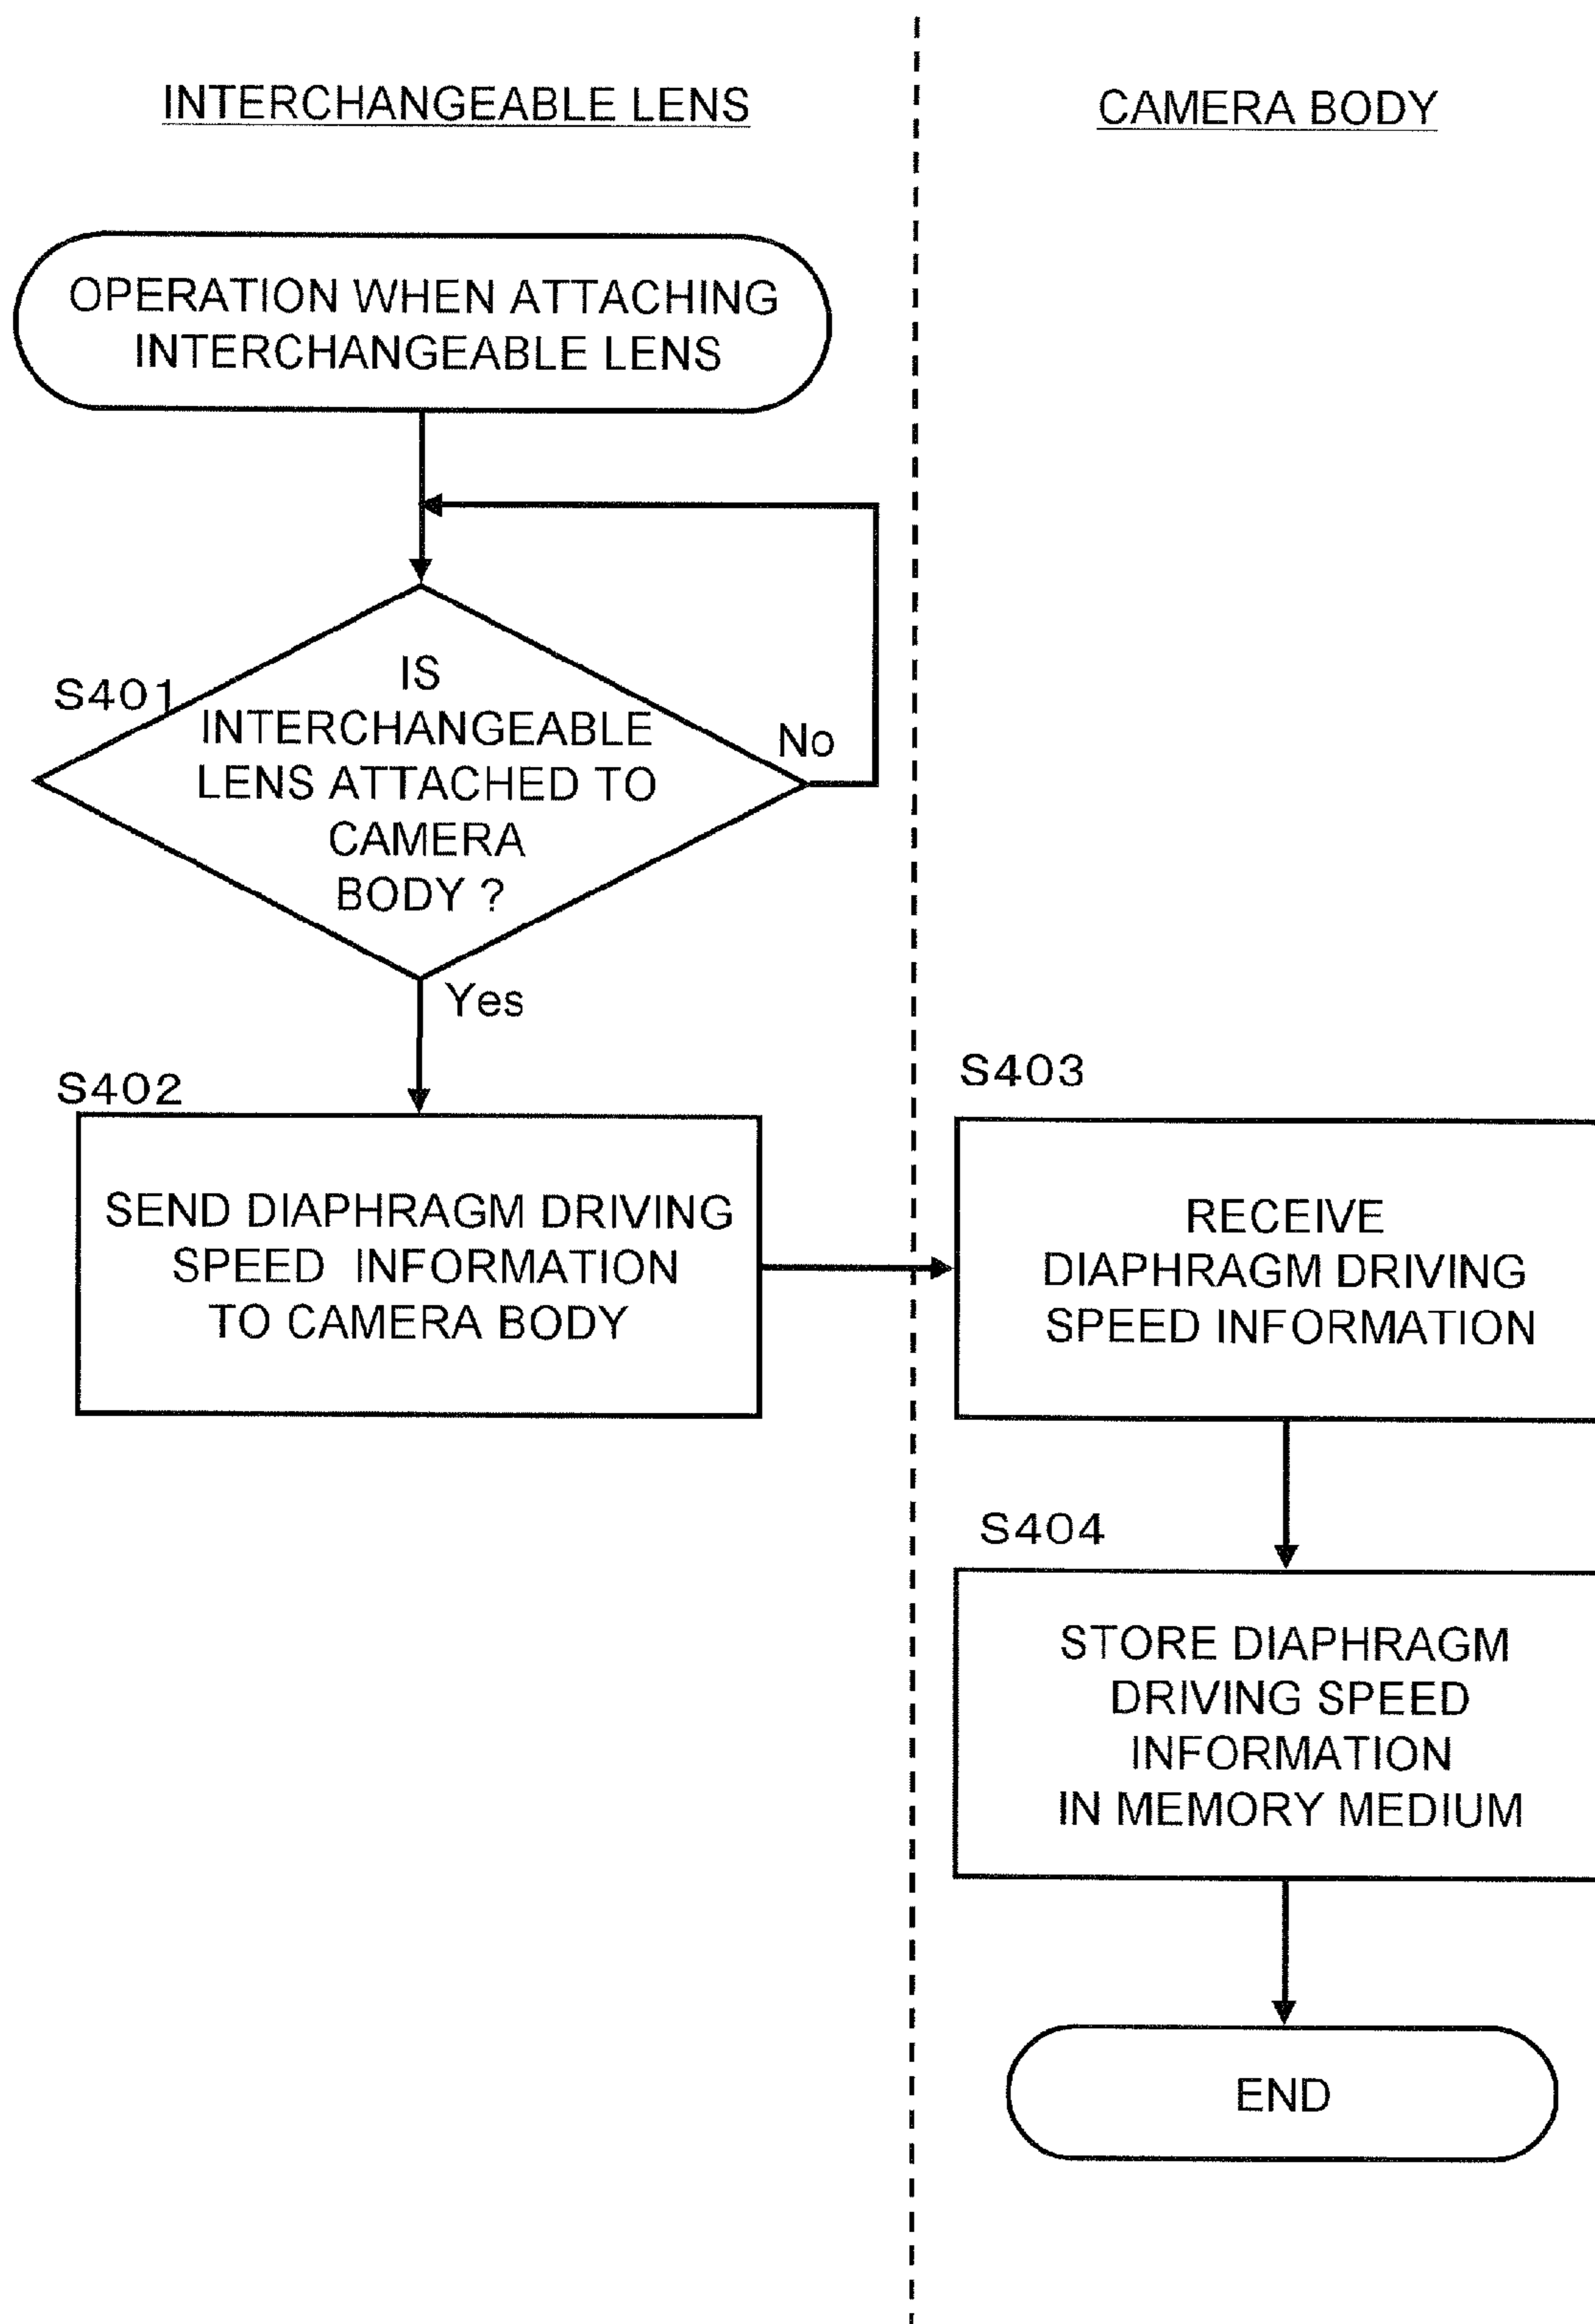 INTERCHANGEABLE LENS
CAMERA BODY
OPERATION WHEN ATTACHING
INTERCHANGEABLE LENS
S401
IS
INTERCHANGEABLE
LENS ATTACHED TO
CAMERA
BODY ?
No
Yes
S402
SEND DIAPHRAGM DRIVING
SPEED INFORMATION
TO CAMERA BODY
S403
RECEIVE
DIAPHRAGM DRIVING
SPEED INFORMATION
S404
STORE DIAPHRAGM
DRIVING SPEED
INFORMATION
IN MEMORY MEDIUM
END